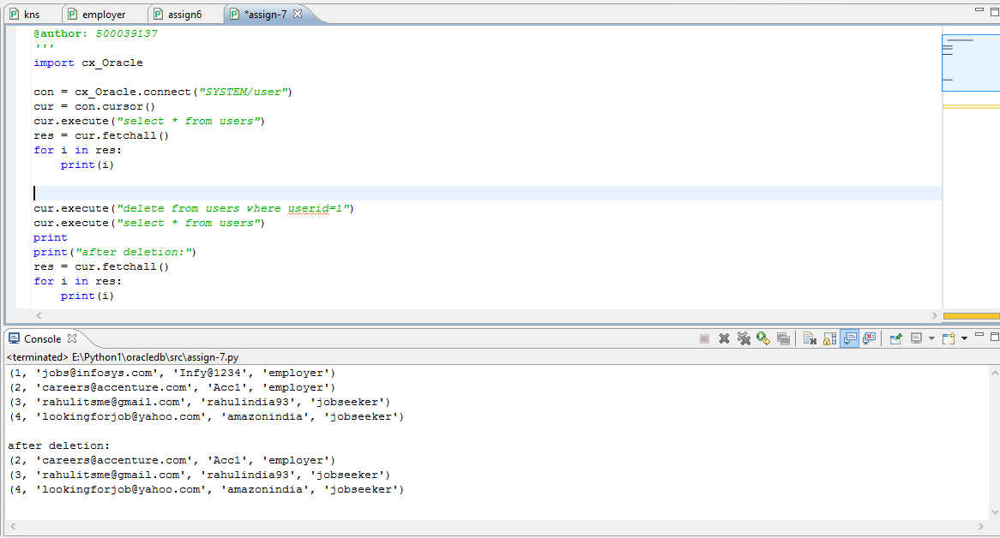 kns employer assign6 *assign-7
@author: 500039137
'''
import cx_Oracle
con = cx_Oracle.connect("SYSTEM/user")
cur = con.cursor()
cur.execute("select * from users")
res = cur.fetchall()
for i in res:
    print(i)
cur.execute("delete from users where userid=1")
cur.execute("select * from users")
print
print("after deletion:")
res = cur.fetchall()
for i in res:
    print(i)
Console
<terminated> E:\Python1\oracledb\src\assign-7.py
(1, 'jobs@infosys.com', 'Infy@1234', 'employer')
(2, 'careers@accenture.com', 'Acc1', 'employer')
(3, 'rahulitsme@gmail.com', 'rahulindia93', 'jobseeker')
(4, 'lookingforjob@yahoo.com', 'amazonindia', 'jobseeker')
after deletion:
(2, 'careers@accenture.com', 'Acc1', 'employer')
(3, 'rahulitsme@gmail.com', 'rahulindia93', 'jobseeker')
(4, 'lookingforjob@yahoo.com', 'amazonindia', 'jobseeker')